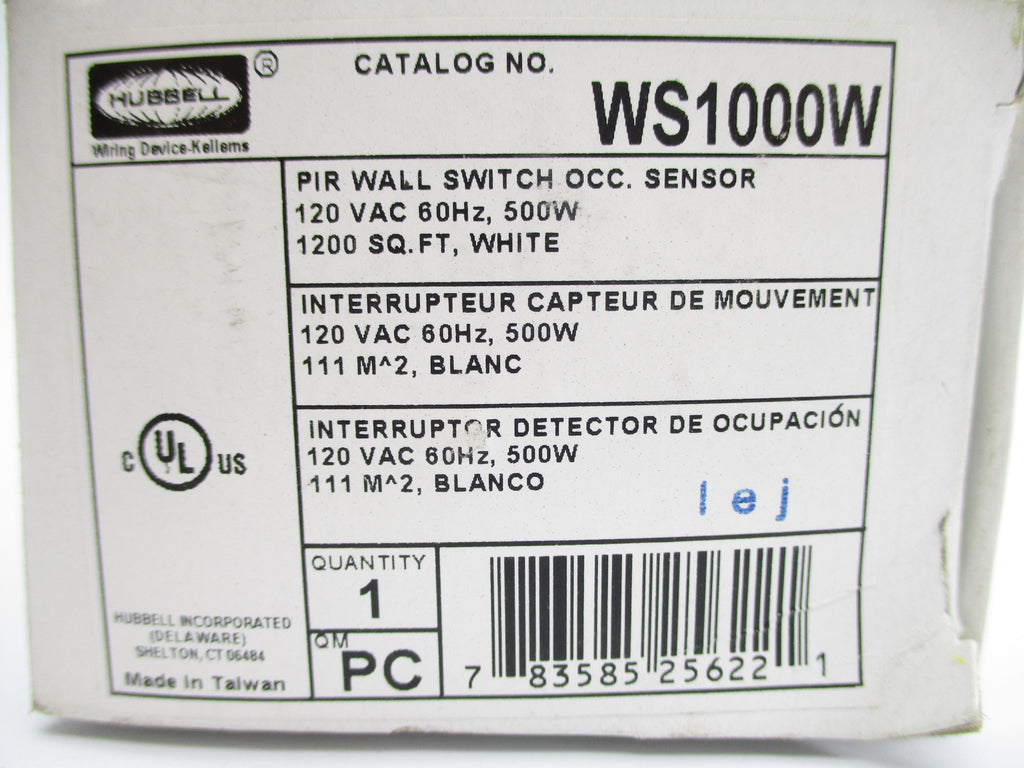 HUBBELL ®
Wiring Device-Kellems
CATALOG NO.
WS1000W
PIR WALL SWITCH OCC. SENSOR
120 VAC 60Hz, 500W
1200 SQ.FT, WHITE
INTERRUPTEUR CAPTEUR DE MOUVEMENT
120 VAC 60Hz, 500W
111 M^2, BLANC
INTERRUPTOR DETECTOR DE OCUPACIÓN
120 VAC 60Hz, 500W
111 M^2, BLANCO
lej
C UL US
HUBBELL INCORPORATED
(DELAWARE)
SHELTON, CT 06484
Made In Taiwan
QUANTITY
1
QM
PC
7 83585 25622 1